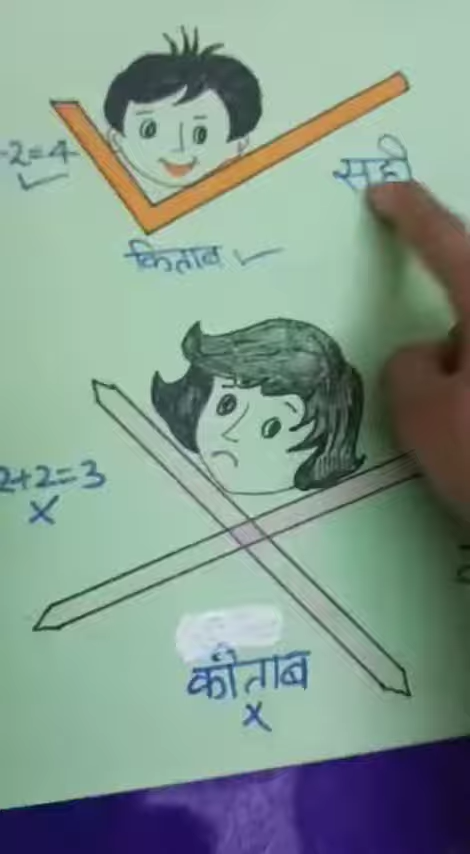 -2=4
सही
किताब
2+2=3
x
कीताब
x